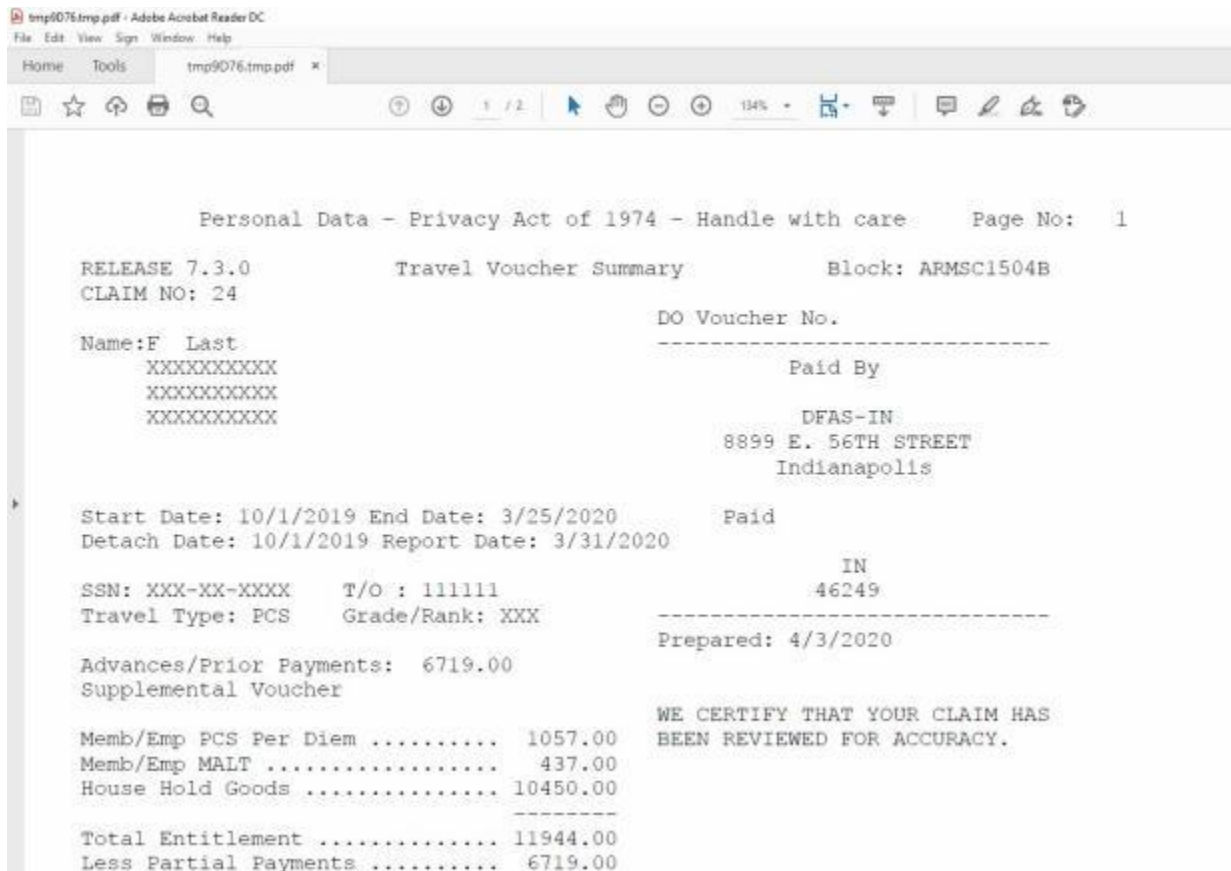 tmp9D76.tmp.pdf - Adobe Acrobat Reader DC
File Edit View Sign Window Help
Home Tools tmp9D76.tmp.pdf ×
1 / 2 134%
Personal Data - Privacy Act of 1974 - Handle with care Page No: 1
RELEASE 7.3.0 Travel Voucher Summary Block: ARMSC1504B
CLAIM NO: 24
DO Voucher No.
------------------------------
Name:F Last
XXXXXXXXXX Paid By
XXXXXXXXXX
XXXXXXXXXX DFAS-IN
8899 E. 56TH STREET
Indianapolis
Start Date: 10/1/2019 End Date: 3/25/2020 Paid
Detach Date: 10/1/2019 Report Date: 3/31/2020
IN
SSN: XXX-XX-XXXX T/O : 111111 46249
Travel Type: PCS Grade/Rank: XXX ------------------------------
Prepared: 4/3/2020
Advances/Prior Payments: 6719.00
Supplemental Voucher
WE CERTIFY THAT YOUR CLAIM HAS
Memb/Emp PCS Per Diem .......... 1057.00 BEEN REVIEWED FOR ACCURACY.
Memb/Emp MALT .................. 437.00
House Hold Goods ............... 10450.00
--------
Total Entitlement .............. 11944.00
Less Partial Payments .......... 6719.00